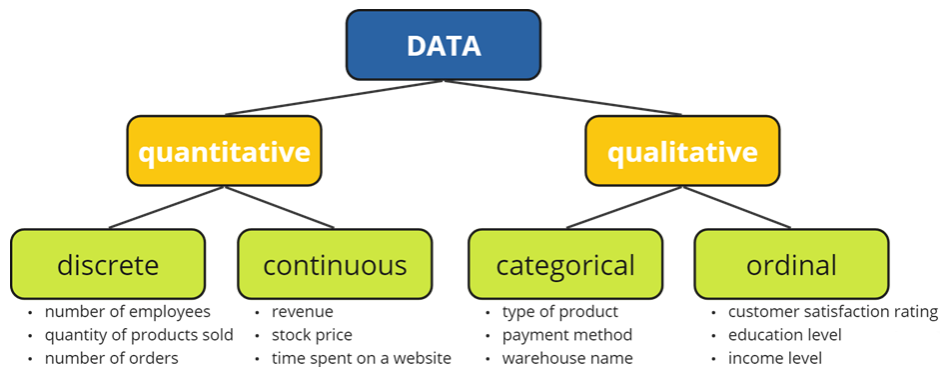 DATA
quantitative
qualitative
discrete
continuous
categorical
ordinal
• number of employees
• quantity of products sold
• number of orders
• revenue
• stock price
• time spent on a website
• type of product
• payment method
• warehouse name
• customer satisfaction rating
• education level
• income level